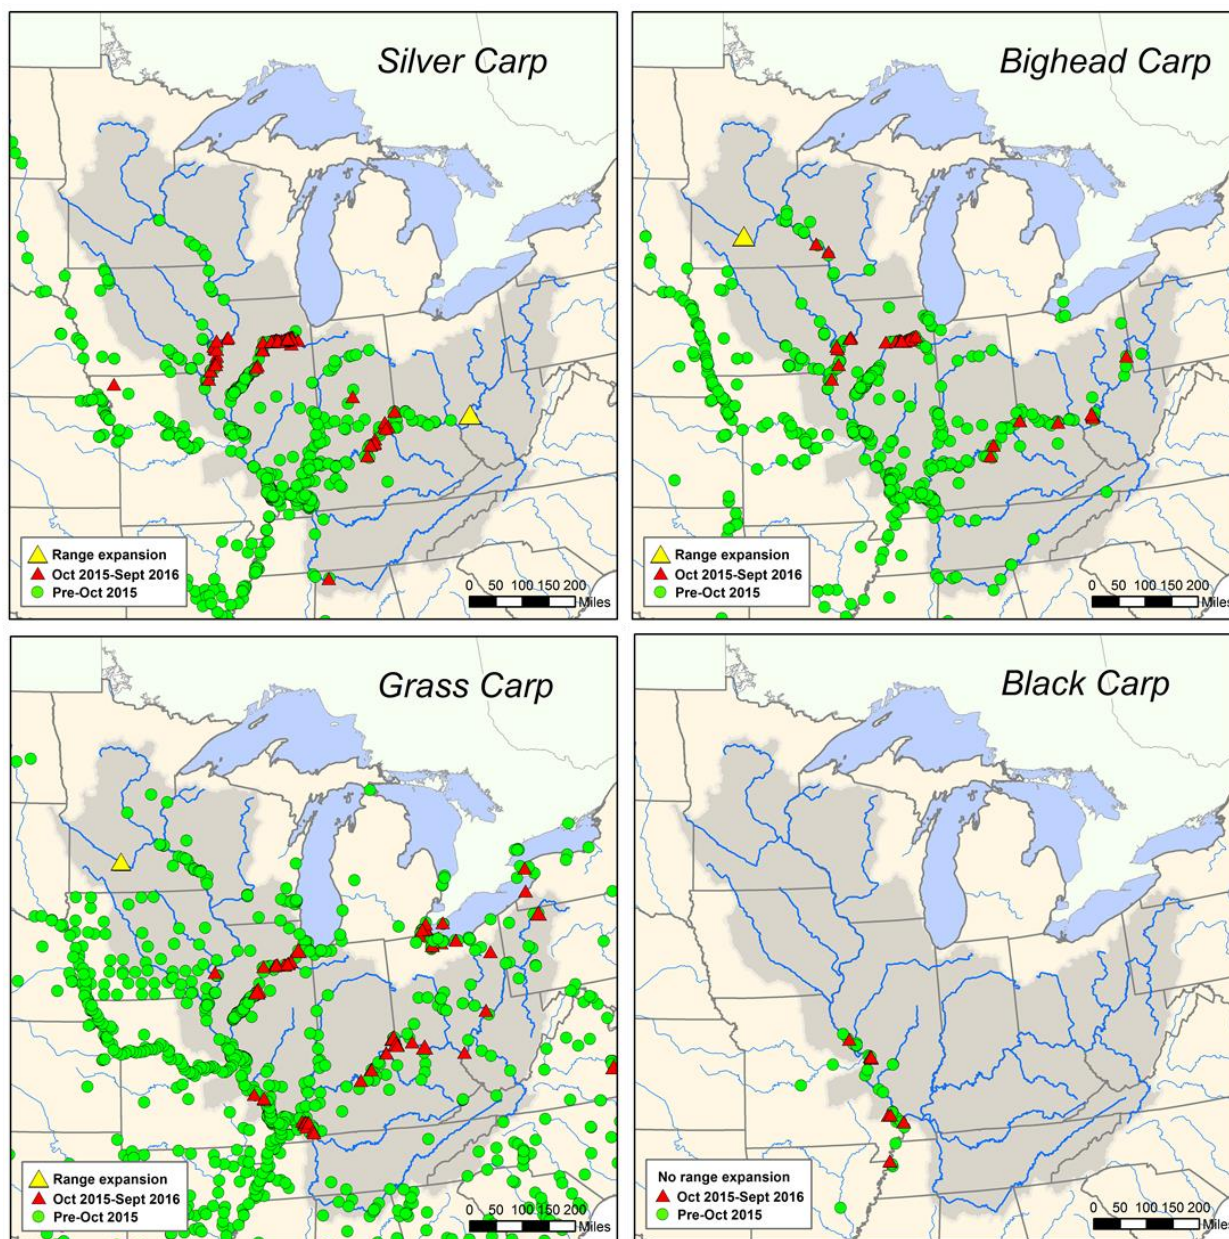 Silver Carp
Range expansion
Oct 2015-Sept 2016
Pre-Oct 2015
0 50 100 150 200
Miles
Bighead Carp
Range expansion
Oct 2015-Sept 2016
Pre-Oct 2015
0 50 100 150 200
Miles
Grass Carp
Range expansion
Oct 2015-Sept 2016
Pre-Oct 2015
0 50 100 150 200
Miles
Black Carp
No range expansion
Oct 2015-Sept 2016
Pre-Oct 2015
0 50 100 150 200
Miles